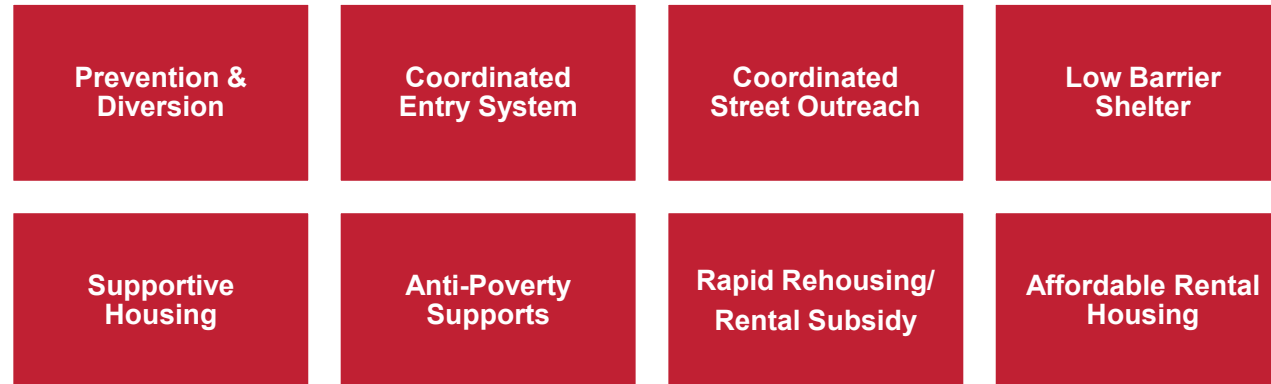 Prevention &
Diversion
Coordinated
Entry System
Coordinated
Street Outreach
Low Barrier
Shelter
Supportive
Housing
Anti-Poverty
Supports
Rapid Rehousing/
Rental Subsidy
Affordable Rental
Housing